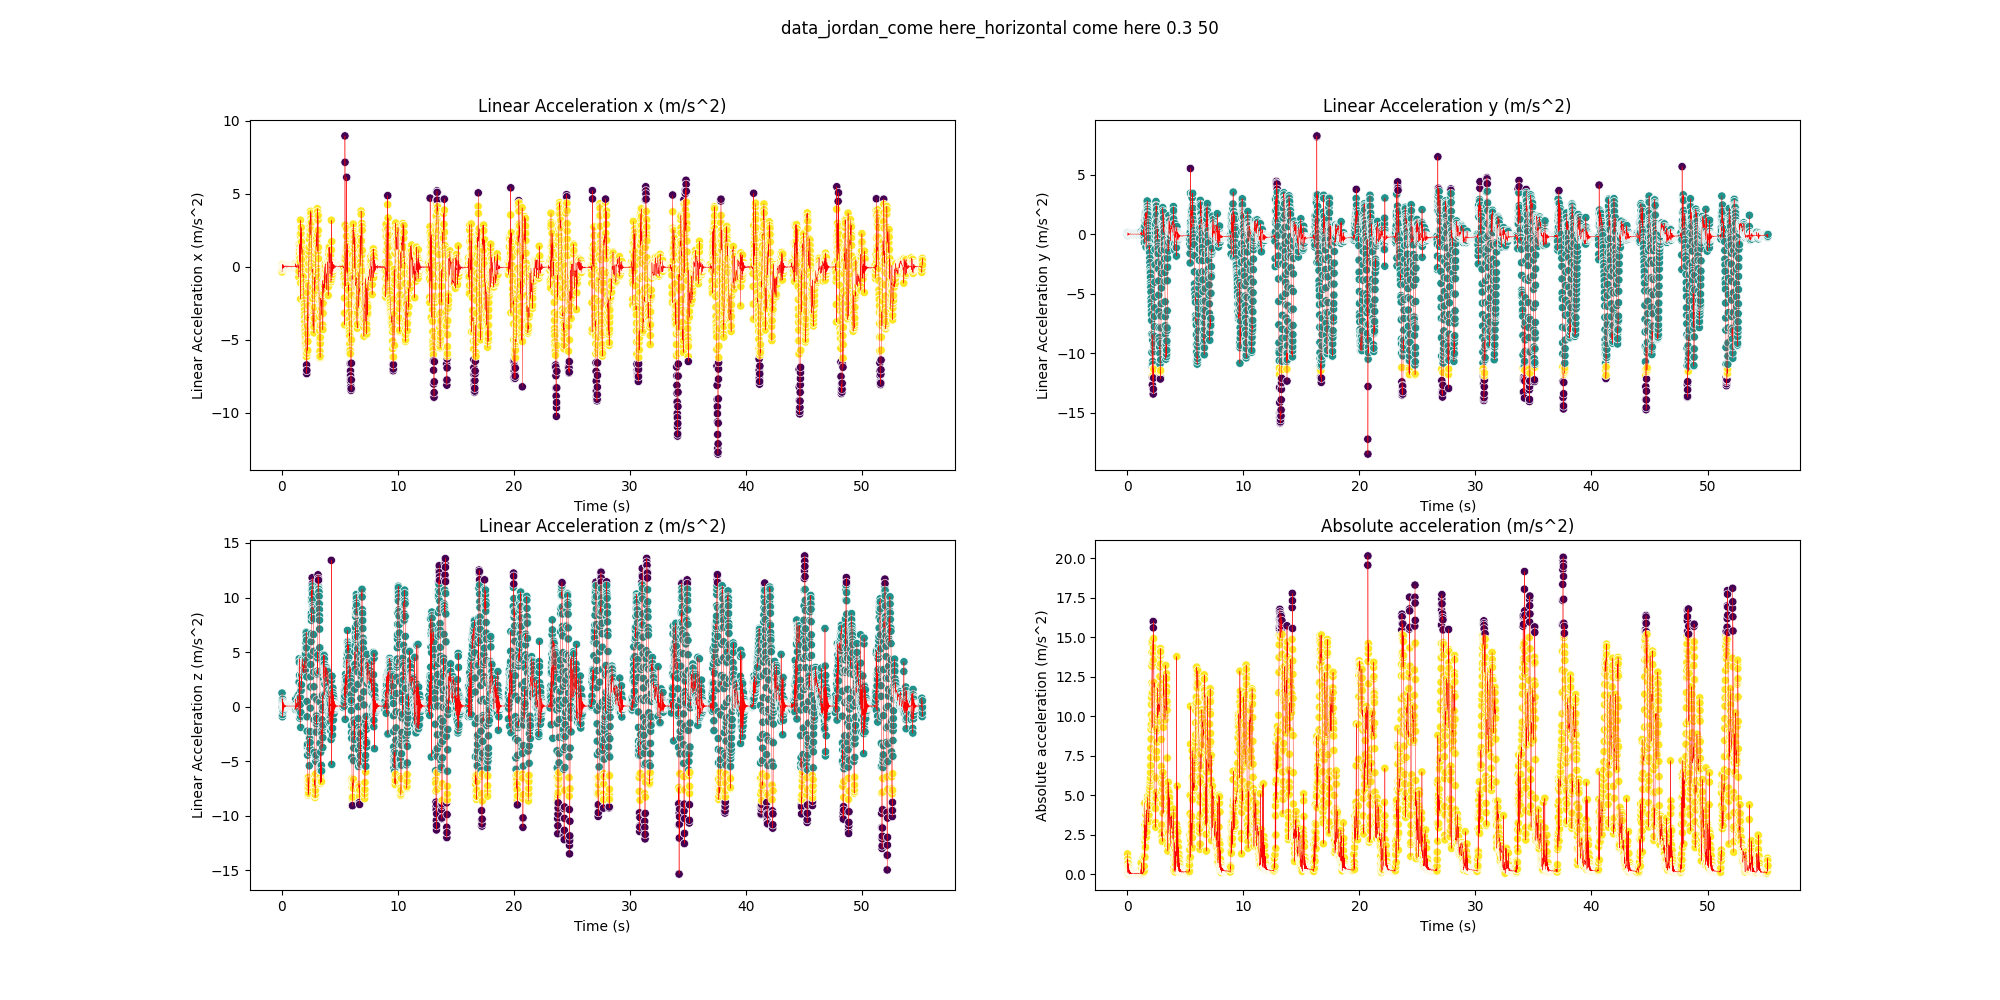 data_jordan_come here_horizontal come here 0.3 50
Linear Acceleration x (m/s^2)
Linear Acceleration x (m/s^2)
10
5
0
−5
−10
0 10 20 30 40 50
Time (s)
Linear Acceleration y (m/s^2)
Linear Acceleration y (m/s^2)
5
0
−5
−10
−15
0 10 20 30 40 50
Time (s)
Linear Acceleration z (m/s^2)
Linear Acceleration z (m/s^2)
15
10
5
0
−5
−10
−15
0 10 20 30 40 50
Time (s)
Absolute acceleration (m/s^2)
Absolute acceleration (m/s^2)
20.0
17.5
15.0
12.5
10.0
7.5
5.0
2.5
0.0
0 10 20 30 40 50
Time (s)